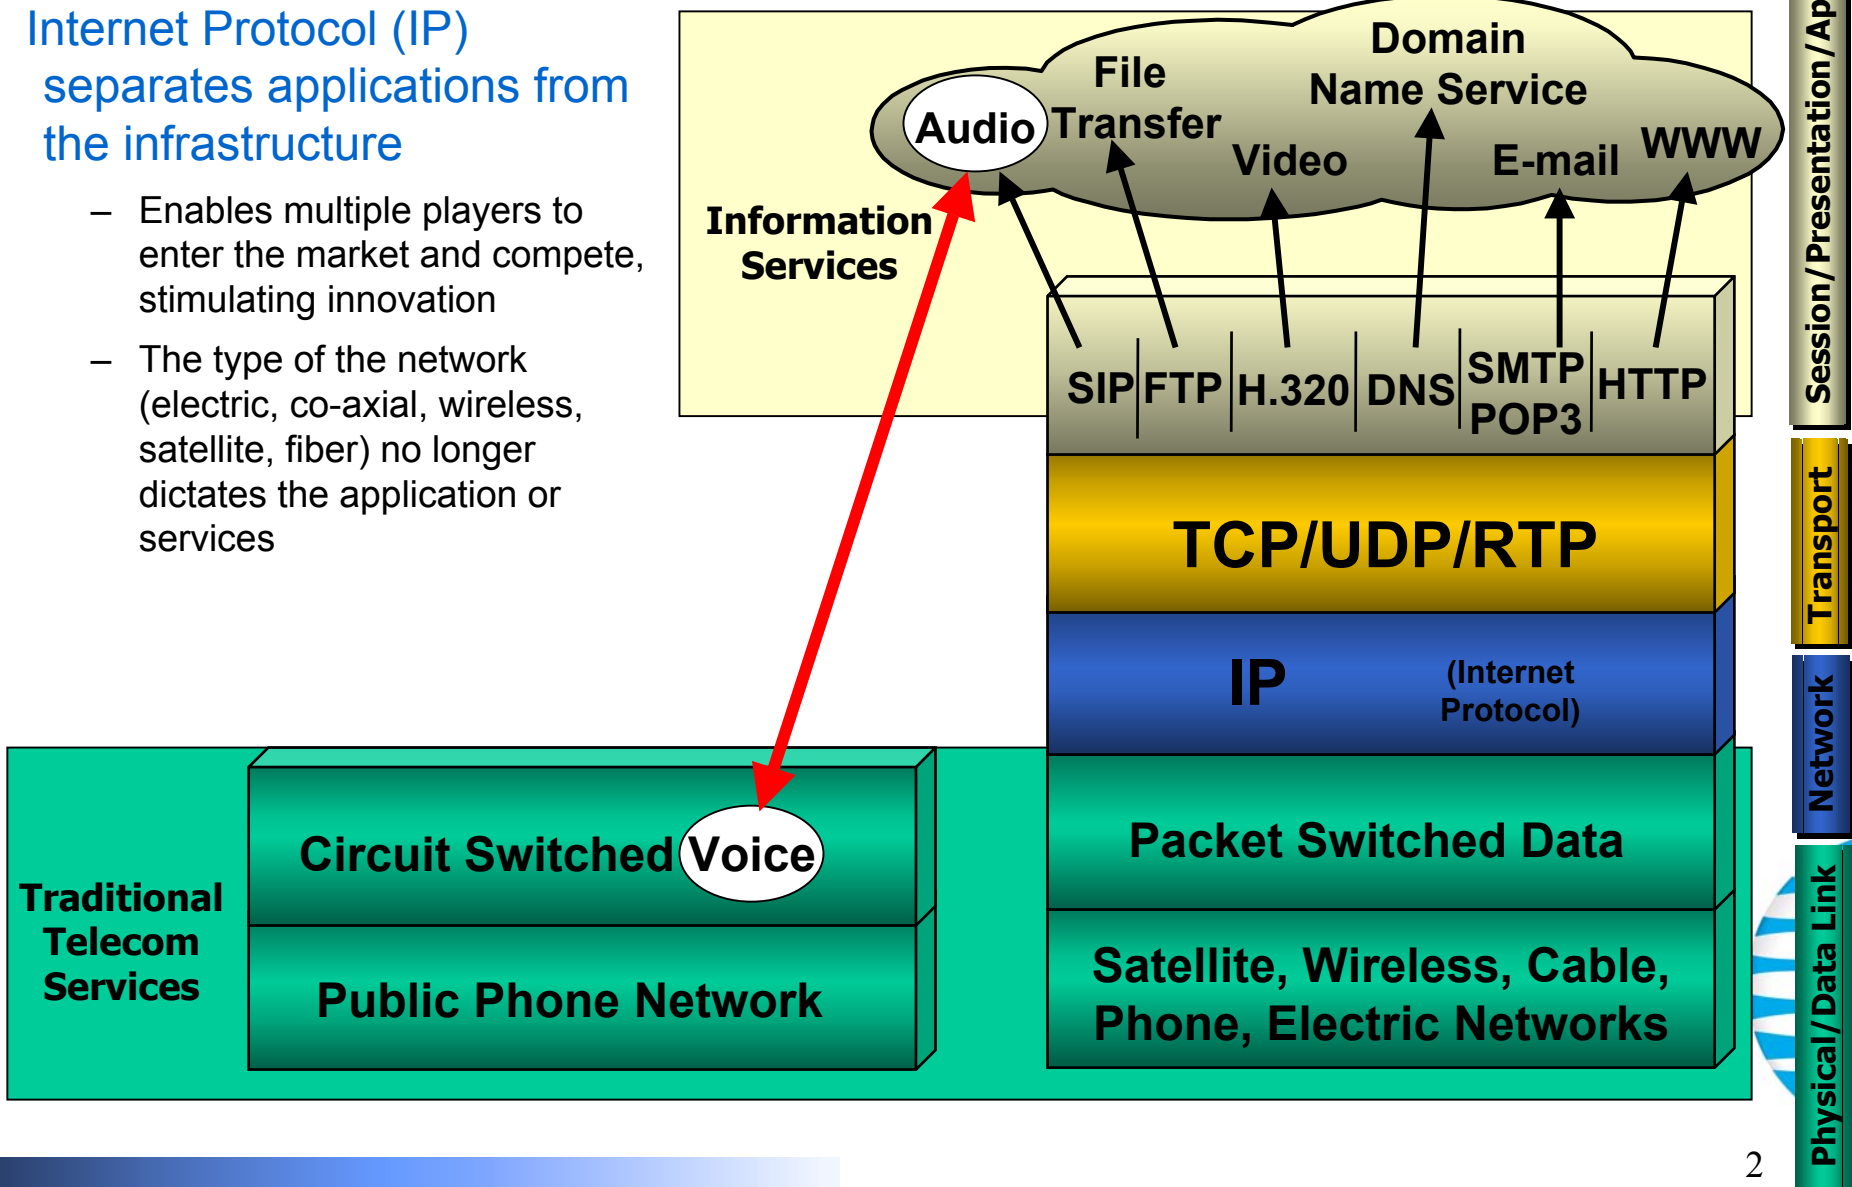 Internet Protocol (IP)
separates applications from
the infrastructure
– Enables multiple players to
enter the market and compete,
stimulating innovation
– The type of the network
(electric, co-axial, wireless,
satellite, fiber) no longer
dictates the application or
services
Domain
Name Service
File
Transfer
Audio
Video
E-mail
WWW
Information
Services
SIP
FTP
H.320
DNS
SMTP
POP3
HTTP
TCP/UDP/RTP
IP
(Internet
Protocol)
Circuit Switched Voice
Packet Switched Data
Traditional
Telecom
Services
Public Phone Network
Satellite, Wireless, Cable,
Phone, Electric Networks
Session/Presentation/Ap
Transport
Network
Physical/Data Link
2